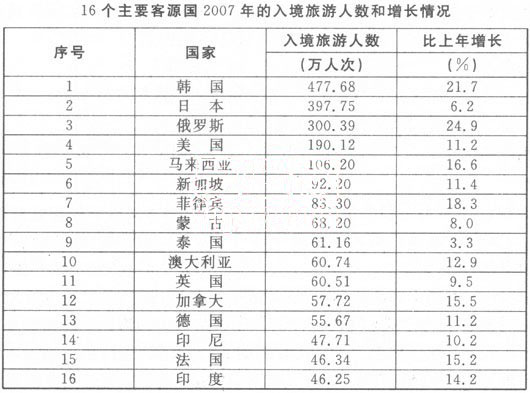 16个主要客源国2007年的入境旅游人数和增长情况
序号 国家 入境旅游人数 比上年增长
(万人次) (%)
1 韩国 477.68 21.7
2 日本 397.75 6.2
3 俄罗斯 300.39 24.9
4 美国 190.12 11.2
5 马来西亚 106.20 16.6
6 新加坡 92.20 11.4
7 菲律宾 83.30 18.3
8 蒙古 68.20 8.0
9 泰国 61.16 3.3
10 澳大利亚 60.74 12.9
11 英国 60.51 9.5
12 加拿大 57.72 15.5
13 德国 55.67 11.2
14 印尼 47.71 10.2
15 法国 46.34 15.2
16 印度 46.25 14.2